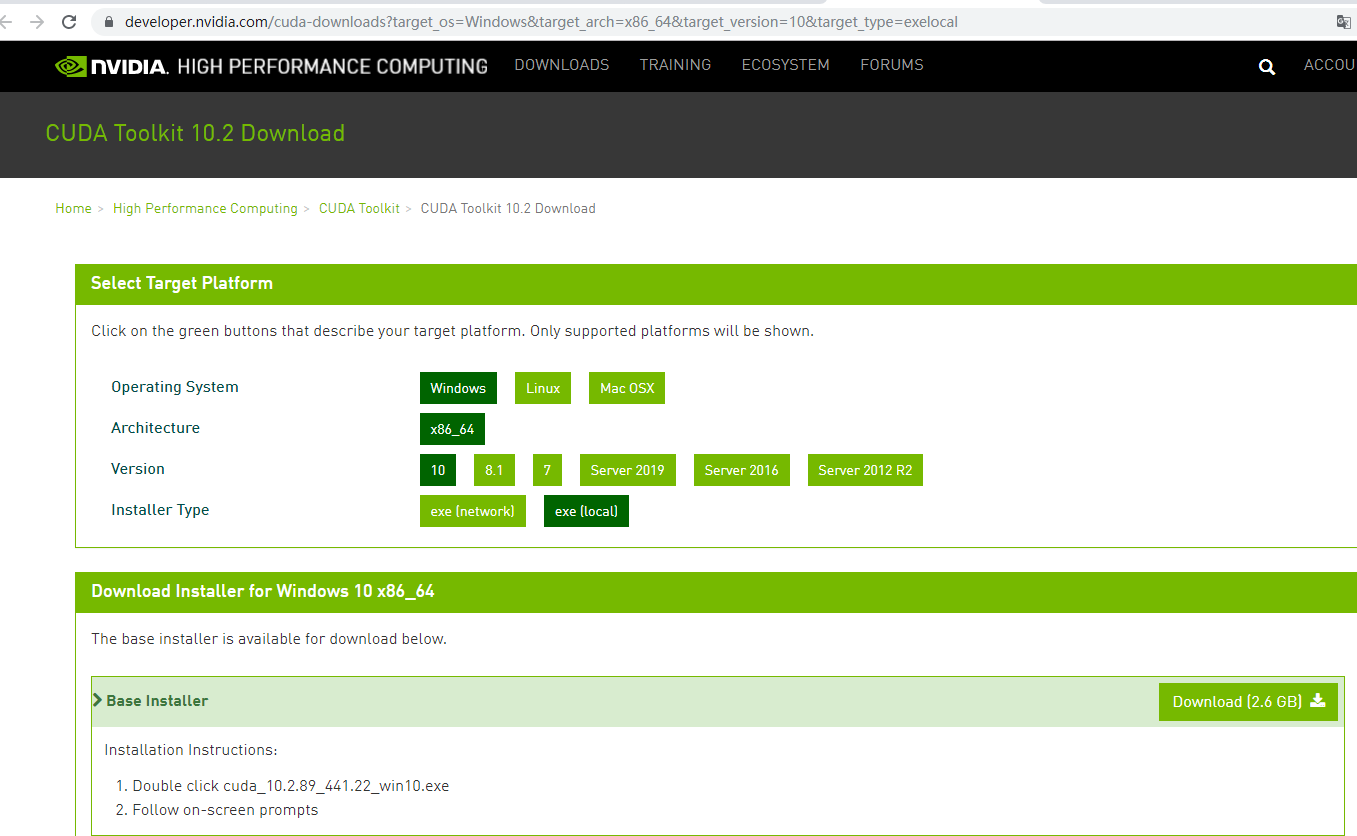 developer.nvidia.com/cuda-downloads?target_os=Windows&target_arch=x86_64&target_version=10&target_type=exelocal
NVIDIA. HIGH PERFORMANCE COMPUTING DOWNLOADS TRAINING ECOSYSTEM FORUMS ACCOU
CUDA Toolkit 10.2 Download
Home > High Performance Computing > CUDA Toolkit > CUDA Toolkit 10.2 Download
Select Target Platform
Click on the green buttons that describe your target platform. Only supported platforms will be shown.
Operating System Windows Linux Mac OSX
Architecture x86_64
Version 10 8.1 7 Server 2019 Server 2016 Server 2012 R2
Installer Type exe (network) exe (local)
Download Installer for Windows 10 x86_64
The base installer is available for download below.
Base Installer Download (2.6 GB)
Installation Instructions:
1. Double click cuda_10.2.89_441.22_win10.exe
2. Follow on-screen prompts